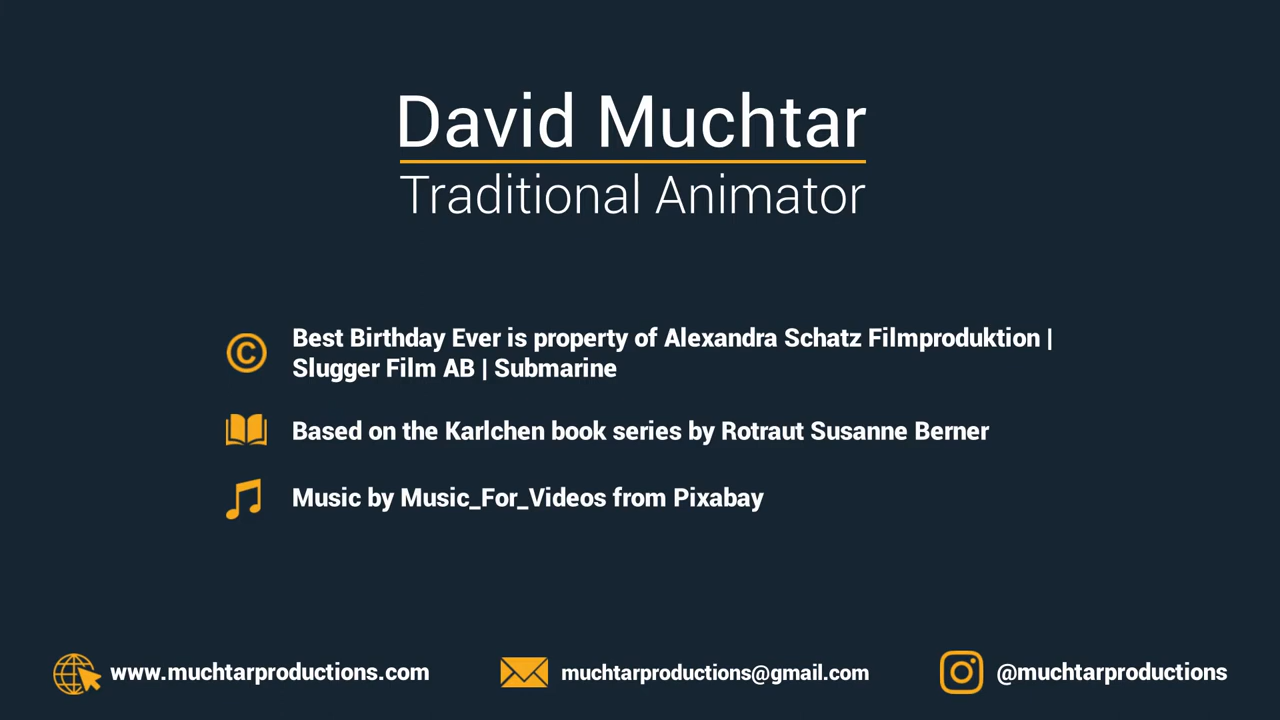 David Muchtar
Traditional Animator
© Best Birthday Ever is property of Alexandra Schatz Filmproduktion |
Slugger Film AB | Submarine
Based on the Karlchen book series by Rotraut Susanne Berner
Music by Music_For_Videos from Pixabay
www.muchtarproductions.com
muchtarproductions@gmail.com
@muchtarproductions